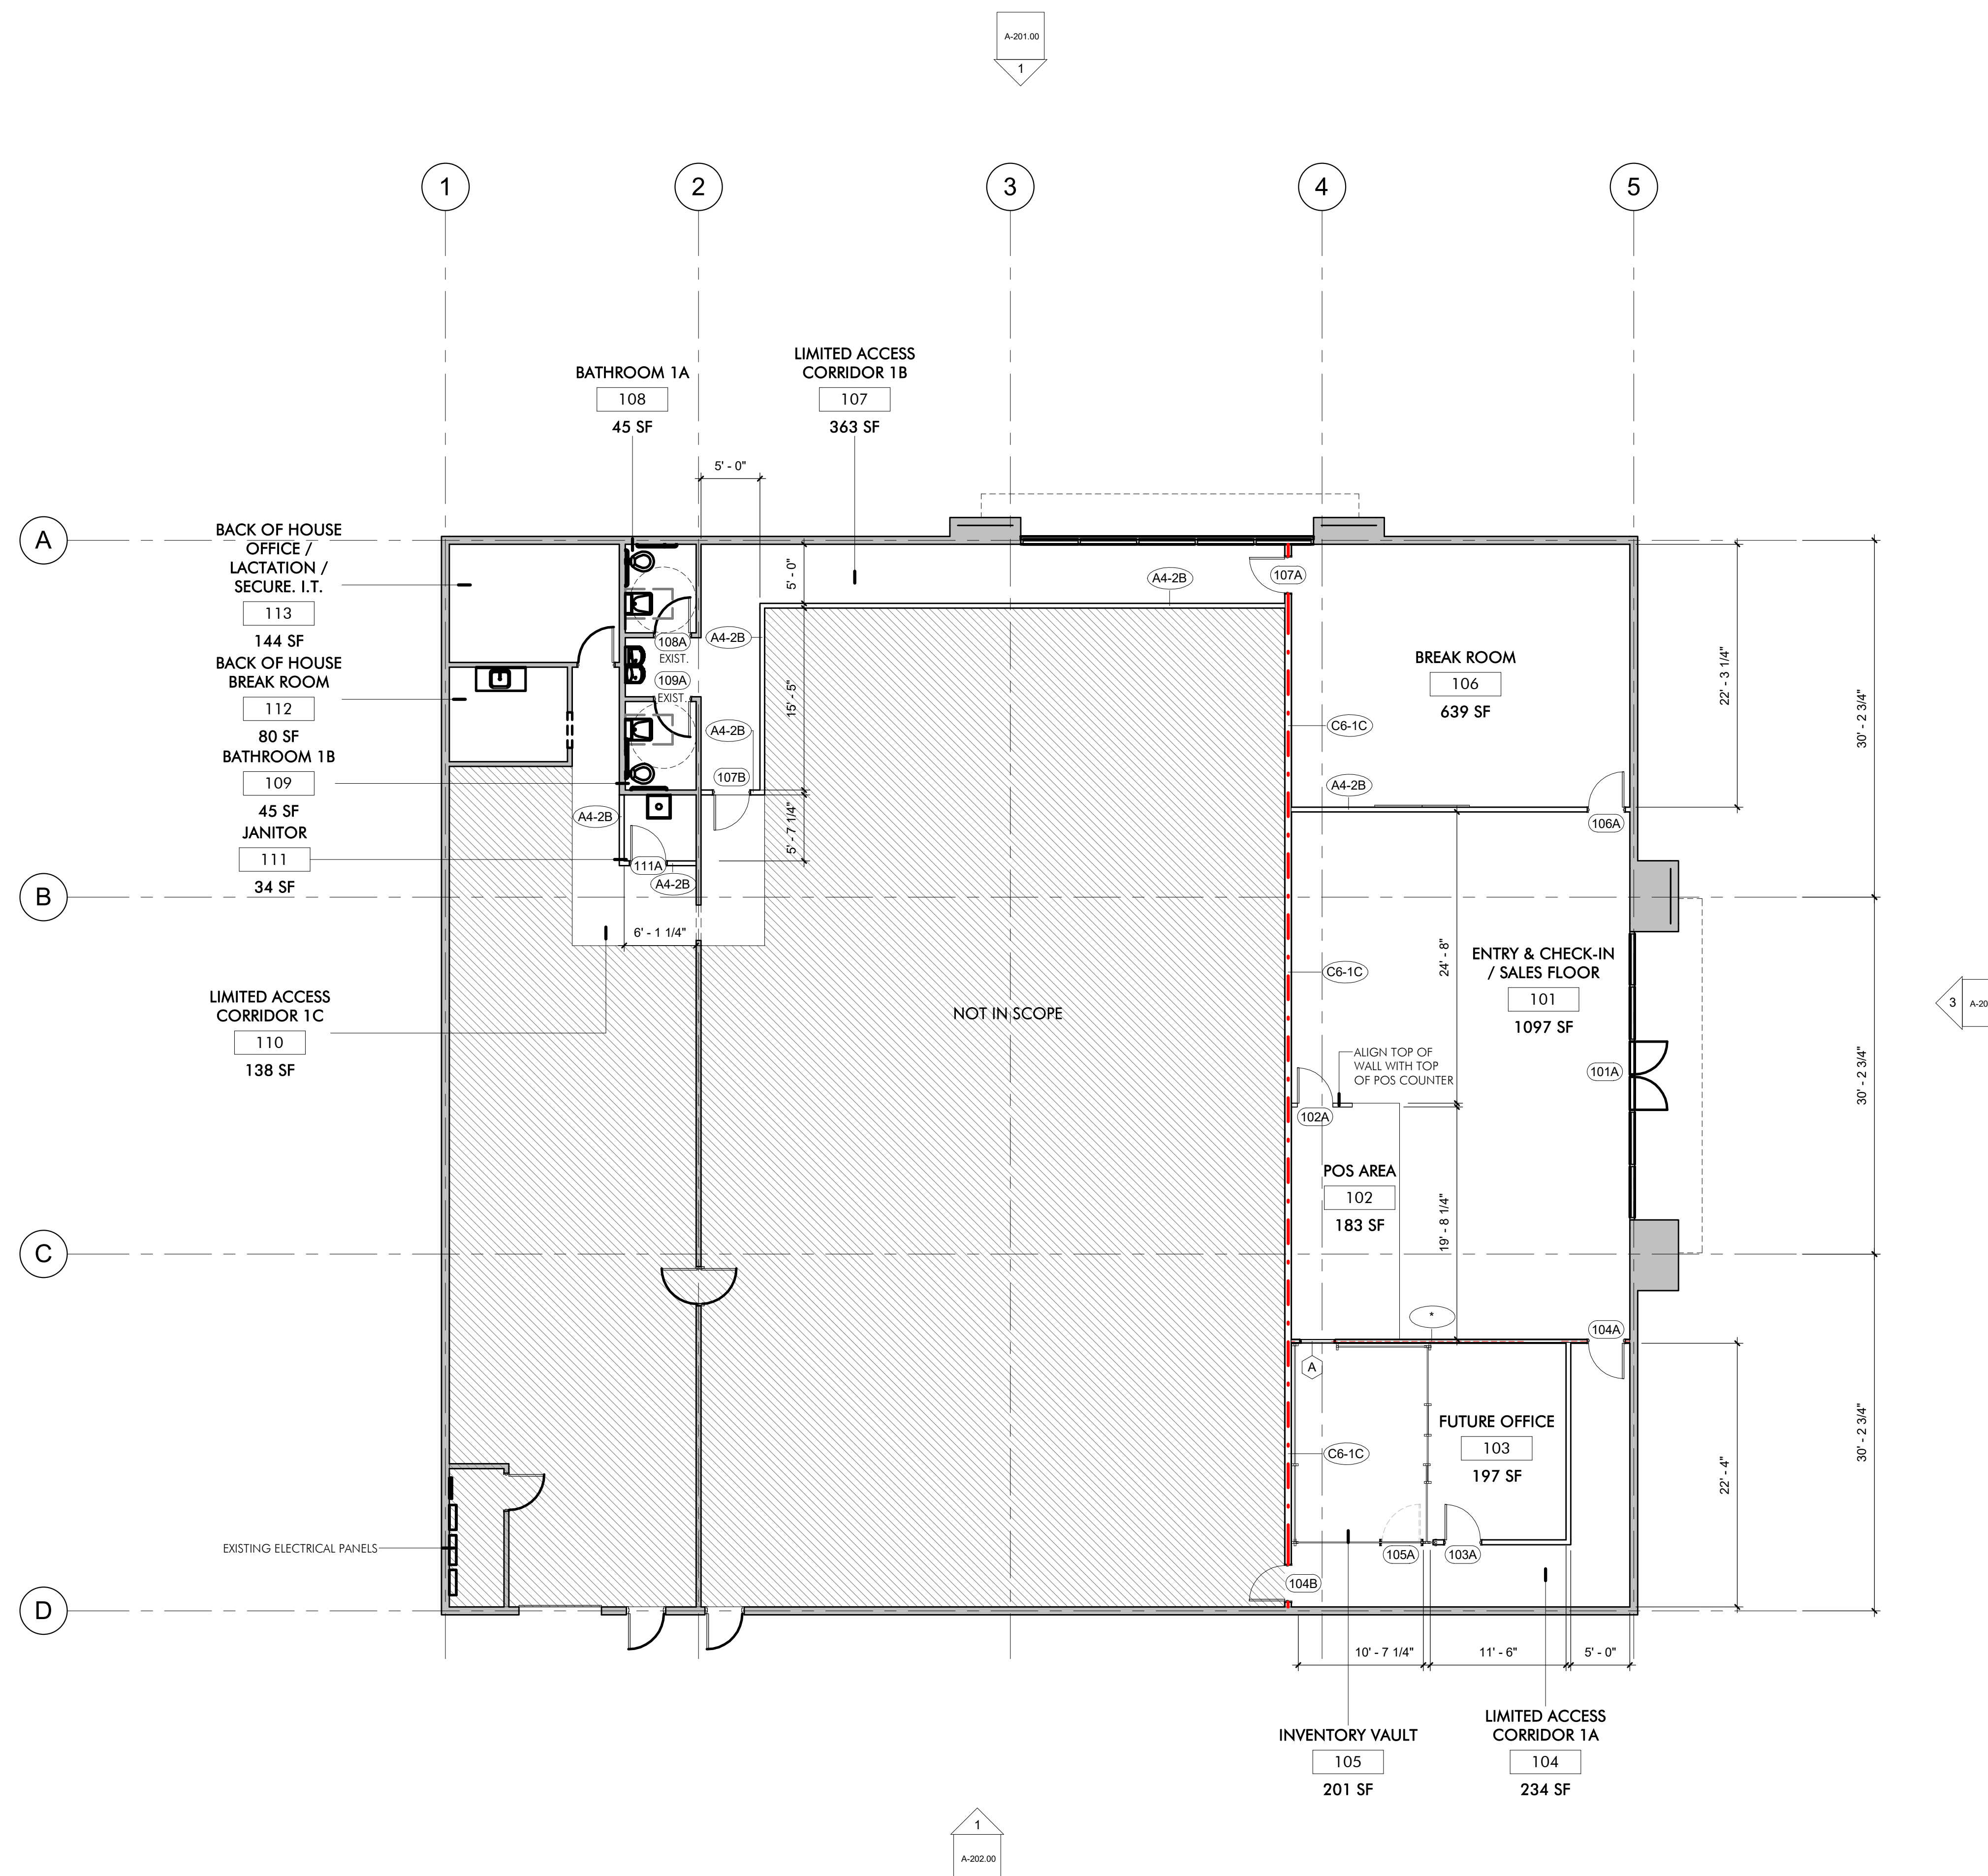 A-201.00
1
1
2
3
4
5
LIMITED ACCESS
CORRIDOR 1B
107
363 SF
BATHROOM 1A
108
45 SF
5' - 0"
A
BACK OF HOUSE
OFFICE /
LACTATION /
SECURE. I.T.
113
144 SF
BACK OF HOUSE
BREAK ROOM
112
80 SF
BATHROOM 1B
109
45 SF
JANITOR
111
34 SF
5' - 0"
A4-2B
107A
108A
EXIST.
109A
EXIST.
A4-2B
A4-2B
107B
15' - 5"
5' - 7 1/4"
A4-2B
111A
A4-2B
6' - 1 1/4"
BREAK ROOM
106
639 SF
C6-1C
A4-2B
106A
22' - 3 1/4"
30' - 2 3/4"
B
LIMITED ACCESS
CORRIDOR 1C
110
138 SF
NOT IN SCOPE
C6-1C
24' - 8"
ENTRY & CHECK-IN
/ SALES FLOOR
101
1097 SF
3
A-20
ALIGN TOP OF
WALL WITH TOP
OF POS COUNTER
101A
102A
30' - 2 3/4"
POS AREA
102
183 SF
19' - 8 1/4"
C
*
104A
A
FUTURE OFFICE
103
197 SF
C6-1C
22' - 4"
30' - 2 3/4"
EXISTING ELECTRICAL PANELS
105A
103A
104B
D
10' - 7 1/4"
11' - 6"
5' - 0"
INVENTORY VAULT
105
201 SF
LIMITED ACCESS
CORRIDOR 1A
104
234 SF
1
A-202.00